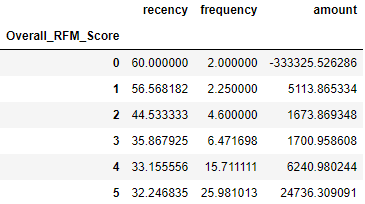 recency frequency amount
Overall_RFM_Score
0 60.000000 2.000000 -333325.526286
1 56.568182 2.250000 5113.865334
2 44.533333 4.600000 1673.869348
3 35.867925 6.471698 1700.958608
4 33.155556 15.711111 6240.980244
5 32.246835 25.981013 24736.309091